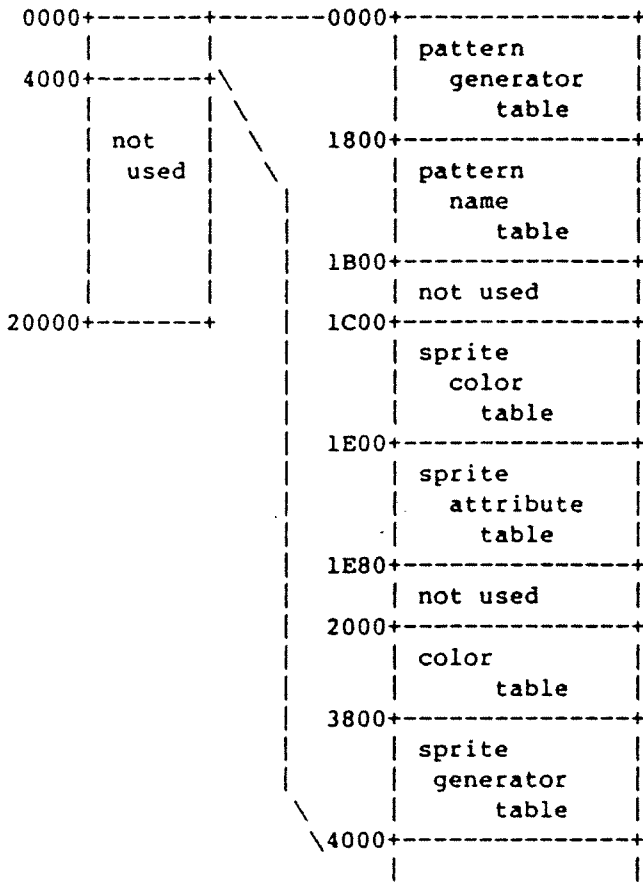 0000+-------+-------0000+---------------+
pattern
generator
4000+-------+
table
1800+---------------+
not
used
pattern
name
table
1B00+---------------+
not used
20000+-------+
1C00+---------------+
sprite
color
table
1E00+---------------+
sprite
attribute
table
1E80+---------------+
not used
2000+---------------+
color
table
3800+---------------+
sprite
generator
table
4000+---------------+